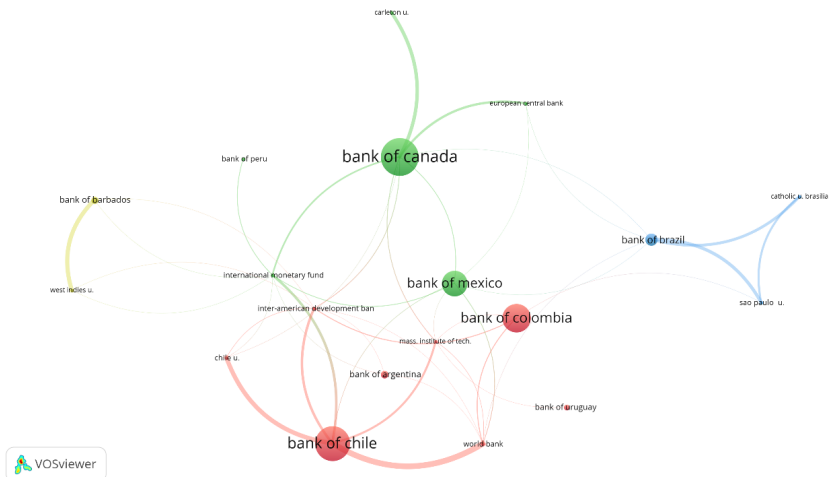 carleton u.
european central bank
bank of canada
bank of peru
bank of barbados
catholic u. brasilia
bank of brazil
international monetary fund
bank of mexico
west indies u.
sao paulo u.
inter-american development ban
bank of colombia
mass. institute of tech.
chile u.
bank of argentina
bank of uruguay
bank of chile
world bank
VOSviewer